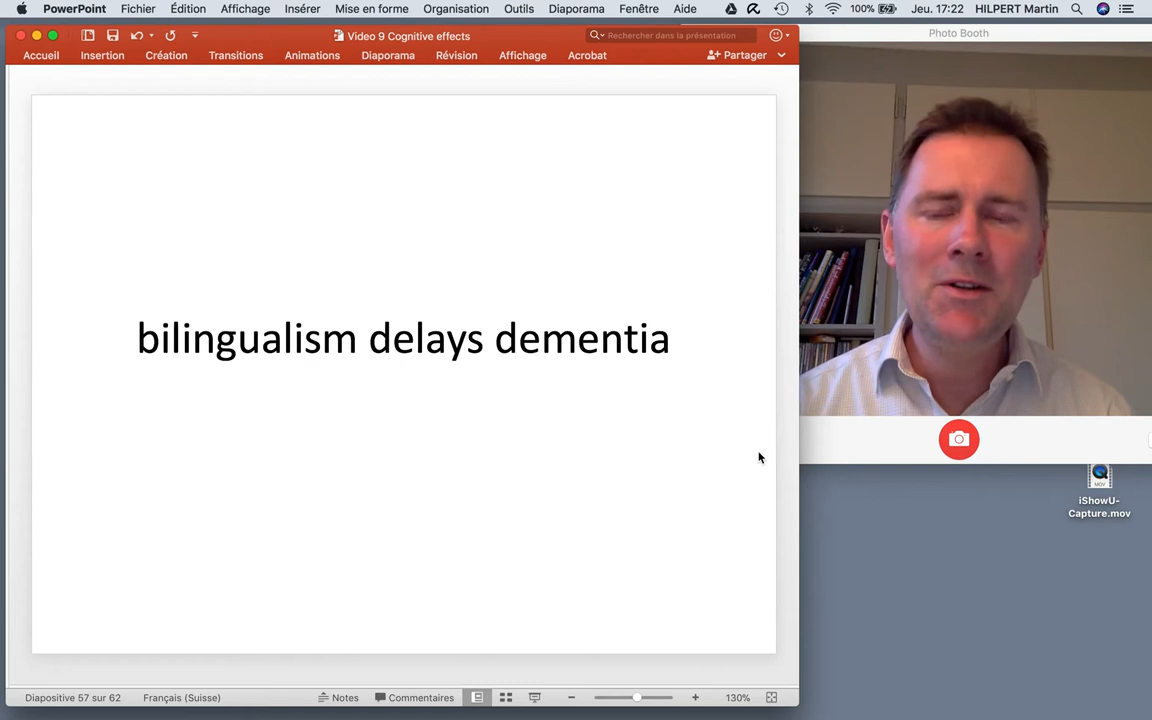 PowerPoint Fichier Édition Affichage Insérer Mise en forme Organisation Outils Diaporama Fenêtre Aide 100% Jeu. 17:22 HILPERT Martin
Video 9 Cognitive effects
Rechercher dans la présentation
Accueil Insertion Création Transitions Animations Diaporama Révision Affichage Acrobat Partager
Photo Booth
bilingualism delays dementia
MOV
iShowU-
Capture.mov
Diapositive 57 sur 62 Français (Suisse) Notes Commentaires 130%